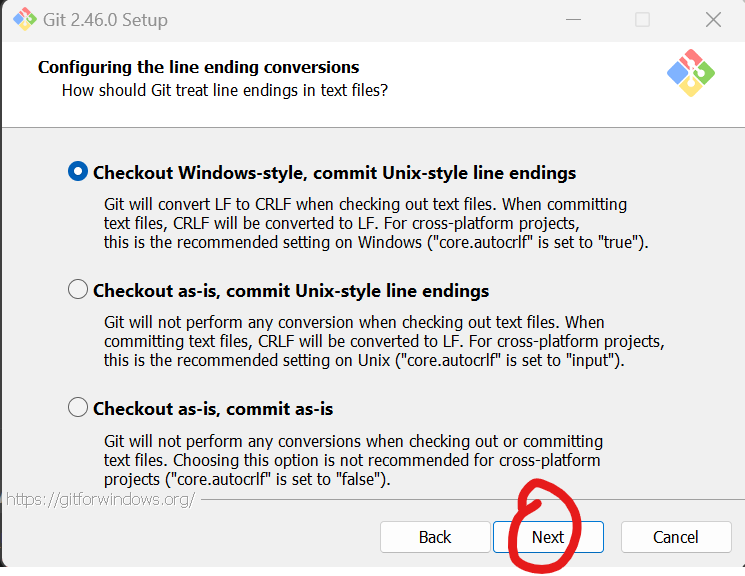 Git 2.46.0 Setup
Configuring the line ending conversions
How should Git treat line endings in text files?
Checkout Windows-style, commit Unix-style line endings
Git will convert LF to CRLF when checking out text files. When committing
text files, CRLF will be converted to LF. For cross-platform projects,
this is the recommended setting on Windows ("core.autocrlf" is set to "true").
Checkout as-is, commit Unix-style line endings
Git will not perform any conversion when checking out text files. When
committing text files, CRLF will be converted to LF. For cross-platform projects,
this is the recommended setting on Unix ("core.autocrlf" is set to "input").
Checkout as-is, commit as-is
Git will not perform any conversions when checking out or committing
text files. Choosing this option is not recommended for cross-platform
projects ("core.autocrlf" is set to "false").
https://gitforwindows.org/
Back Next Cancel